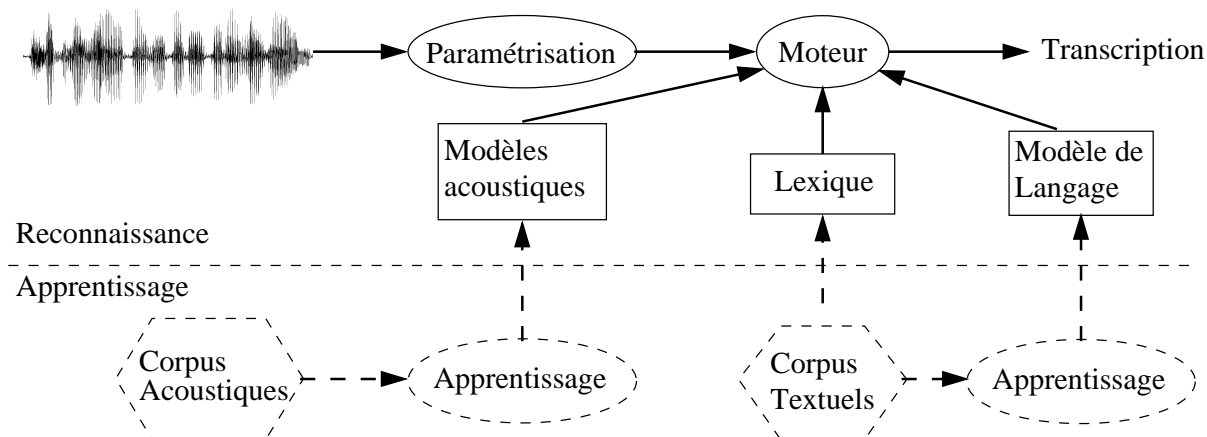 Paramétrisation
Moteur
Transcription
Modèles
acoustiques
Lexique
Modèle de
Langage
Reconnaissance
Apprentissage
Corpus
Acoustiques
Apprentissage
Corpus
Textuels
Apprentissage